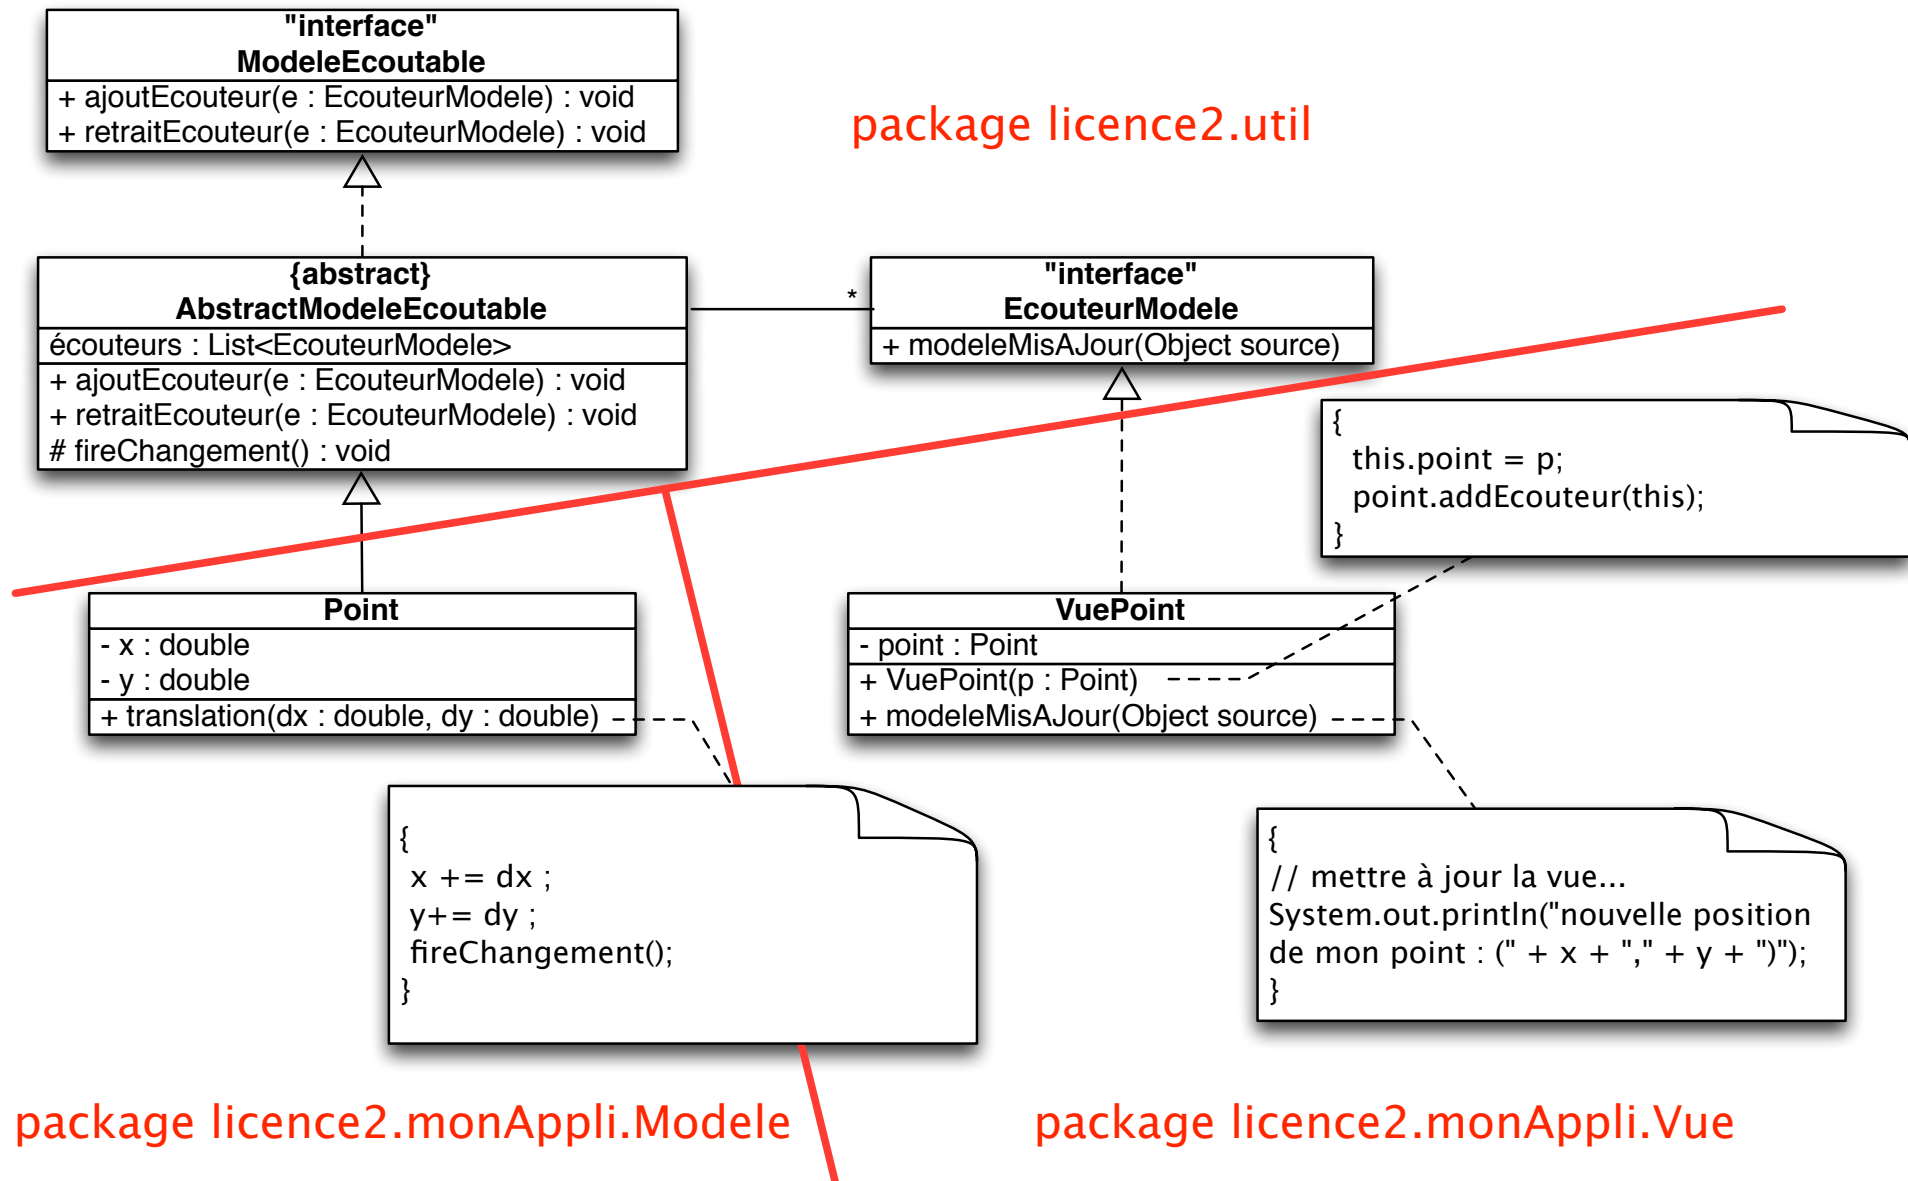 "interface"
ModeleEcoutable
+ ajoutEcouteur(e : EcouteurModele) : void
+ retraitEcouteur(e : EcouteurModele) : void
package licence2.util
{abstract}
AbstractModeleEcoutable
écouteurs : List<EcouteurModele>
+ ajoutEcouteur(e : EcouteurModele) : void
+ retraitEcouteur(e : EcouteurModele) : void
# fireChangement() : void
*
"interface"
EcouteurModele
+ modeleMisAJour(Object source)
{
this.point = p;
point.addEcouteur(this);
}
Point
- x : double
- y : double
+ translation(dx : double, dy : double)
VuePoint
- point : Point
+ VuePoint(p : Point)
+ modeleMisAJour(Object source)
{
x += dx ;
y+= dy ;
fireChangement();
}
{
// mettre à jour la vue...
System.out.println("nouvelle position
de mon point : (" + x + "," + y + ")");
}
package licence2.monAppli.Modele
package licence2.monAppli.Vue